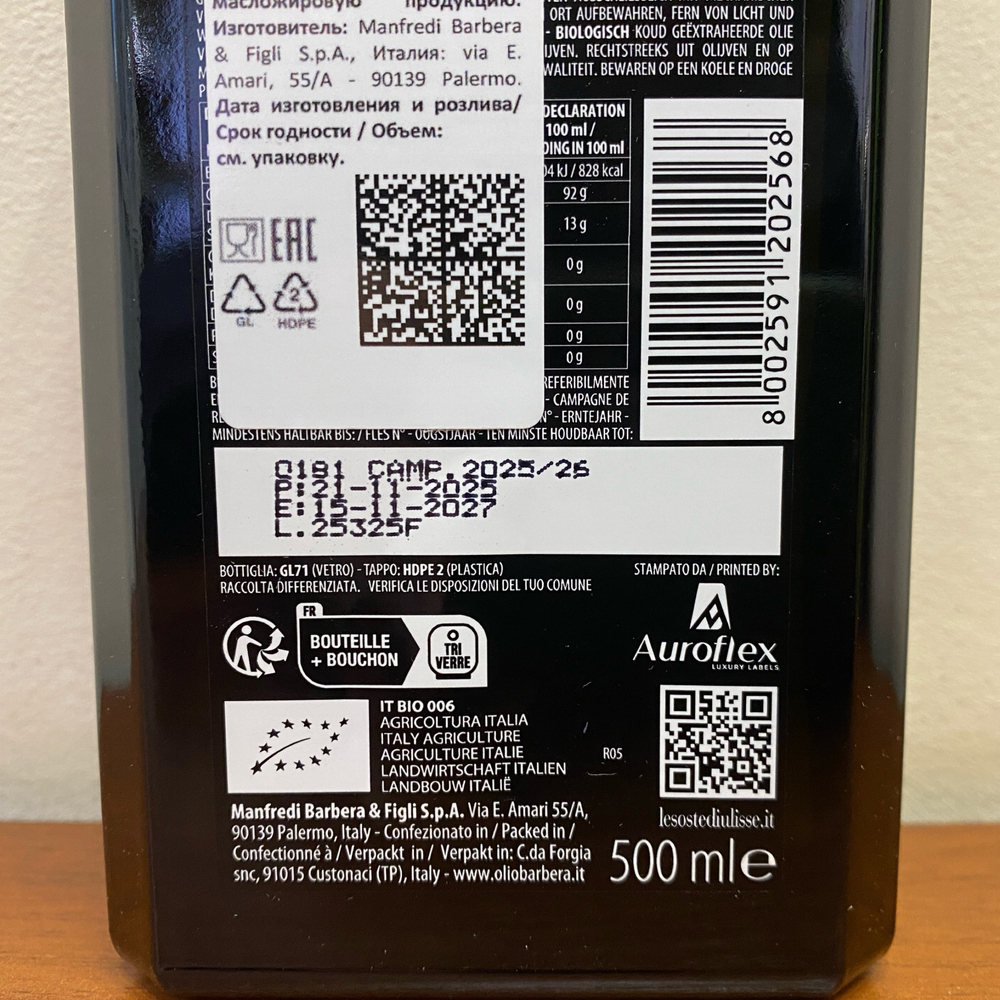 Масложировую продукцию.
Изготовитель: Manfredi Barbera
& Figli S.p.A., Италия: via E.
Amari, 55/A - 90139 Palermo.
Дата изготовления и розлива/
Срок годности / Объем:
см. упаковку.
EAC
GL
2
HDPE
ORT AUFBEWAHREN, FERN VON LICHT UND
- BIOLOGISCH KOUD GEËXTRAHEERDE OLIE
RECHTSTREEKS UIT OLIJVEN EN OP
BEWAREN OP EEN KOELE EN DROGE
DECLARATION
100 ml /
IN 100 ml
kJ / 828 kcal
92 g
13 g
0 g
0 g
0 g
0 g
8 002591 202568
- CAMPAGNE DE
N° - ERNTEJAHR -
MINDESTENS HALTBAR BIS: / FLES N° - OOGSTJAAR - TEN MINSTE HOUDBAAR TOT:
0181 CAMP.2025/26
P:21-11-2025
E:15-11-2027
L.25325F
BOTTIGLIA: GL71 (VETRO) - TAPPO: HDPE 2 (PLASTICA)
RACCOLTA DIFFERENZIATA. VERIFICA LE DISPOSIZIONI DEL TUO COMUNE
STAMPATO DA / PRINTED BY:
Auroflex
LUXURY LABELS
FR
BOUTEILLE
+ BOUCHON
TRI
VERRE
IT BIO 006
AGRICOLTURA ITALIA
ITALY AGRICULTURE
AGRICULTURE ITALIE
LANDWIRTSCHAFT ITALIEN
LANDBOUW ITALIË
R05
Manfredi Barbera & Figli S.p.A. Via E. Amari 55/A,
90139 Palermo, Italy - Confezionato in / Packed in /
Confectionné à / Verpackt in / Verpakt in: C.da Forgia
snc, 91015 Custonaci (TP), Italy - www.oliobarbera.it
lesostediulisse.it
500 ml e